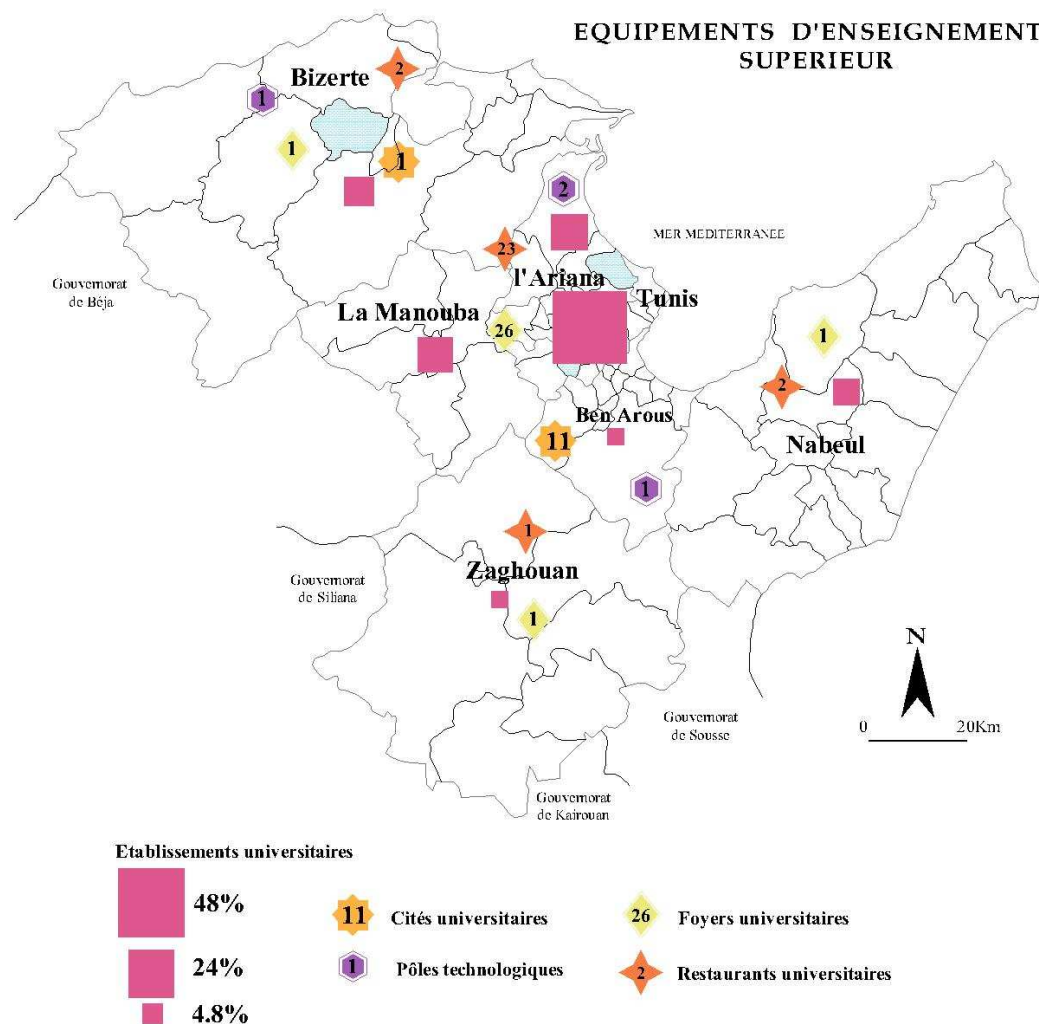 EQUIPEMENTS D'ENSEIGNEMENT
SUPERIEUR
2
Bizerte
1
1
1
2
MER MEDITERRANEE
23
l'Ariana
Gouvernorat
de Béja
Tunis
La Manouba
26
1
2
Ben Arous
11
Nabeul
1
1
Zaghouan
Gouvernorat
de Siliana
1
N
Gouvernorat
de Sousse
0 20Km
Gouvernorat
de Kairouan
Etablissements universitaires
48%
24%
4.8%
11 Cités universitaires
1 Pôles technologiques
26 Foyers universitaires
2 Restaurants universitaires